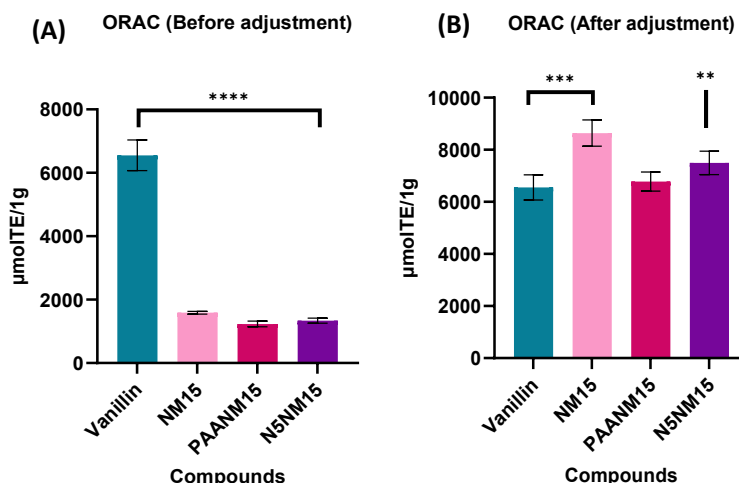 (A)
ORAC (Before adjustment)
****
8000
6000
4000
2000
0
µmolTE/1g
Vanillin
NM15
PAANM15
N5NM15
Compounds
(B)
ORAC (After adjustment)
***
**
10000
8000
6000
4000
2000
0
µmolTE/1g
Vanillin
NM15
PAANM15
N5NM15
Compounds